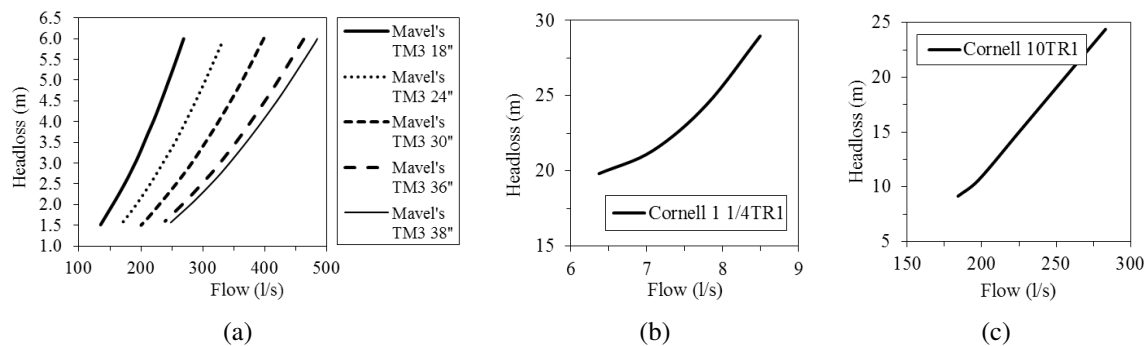 Headloss (m)
6.5
6.0
5.5
5.0
4.5
4.0
3.5
3.0
2.5
2.0
1.5
1.0
100 200 300 400 500
Flow (l/s)
Mavel's
TM3 18"
Mavel's
TM3 24"
Mavel's
TM3 30"
Mavel's
TM3 36"
Mavel's
TM3 38"
(a)
Headloss (m)
30
25
20
15
Cornell 1 1/4TR1
6 7 8 9
Flow (l/s)
(b)
Headloss (m)
25
20
15
10
5
Cornell 10TR1
150 200 250 300
Flow (l/s)
(c)